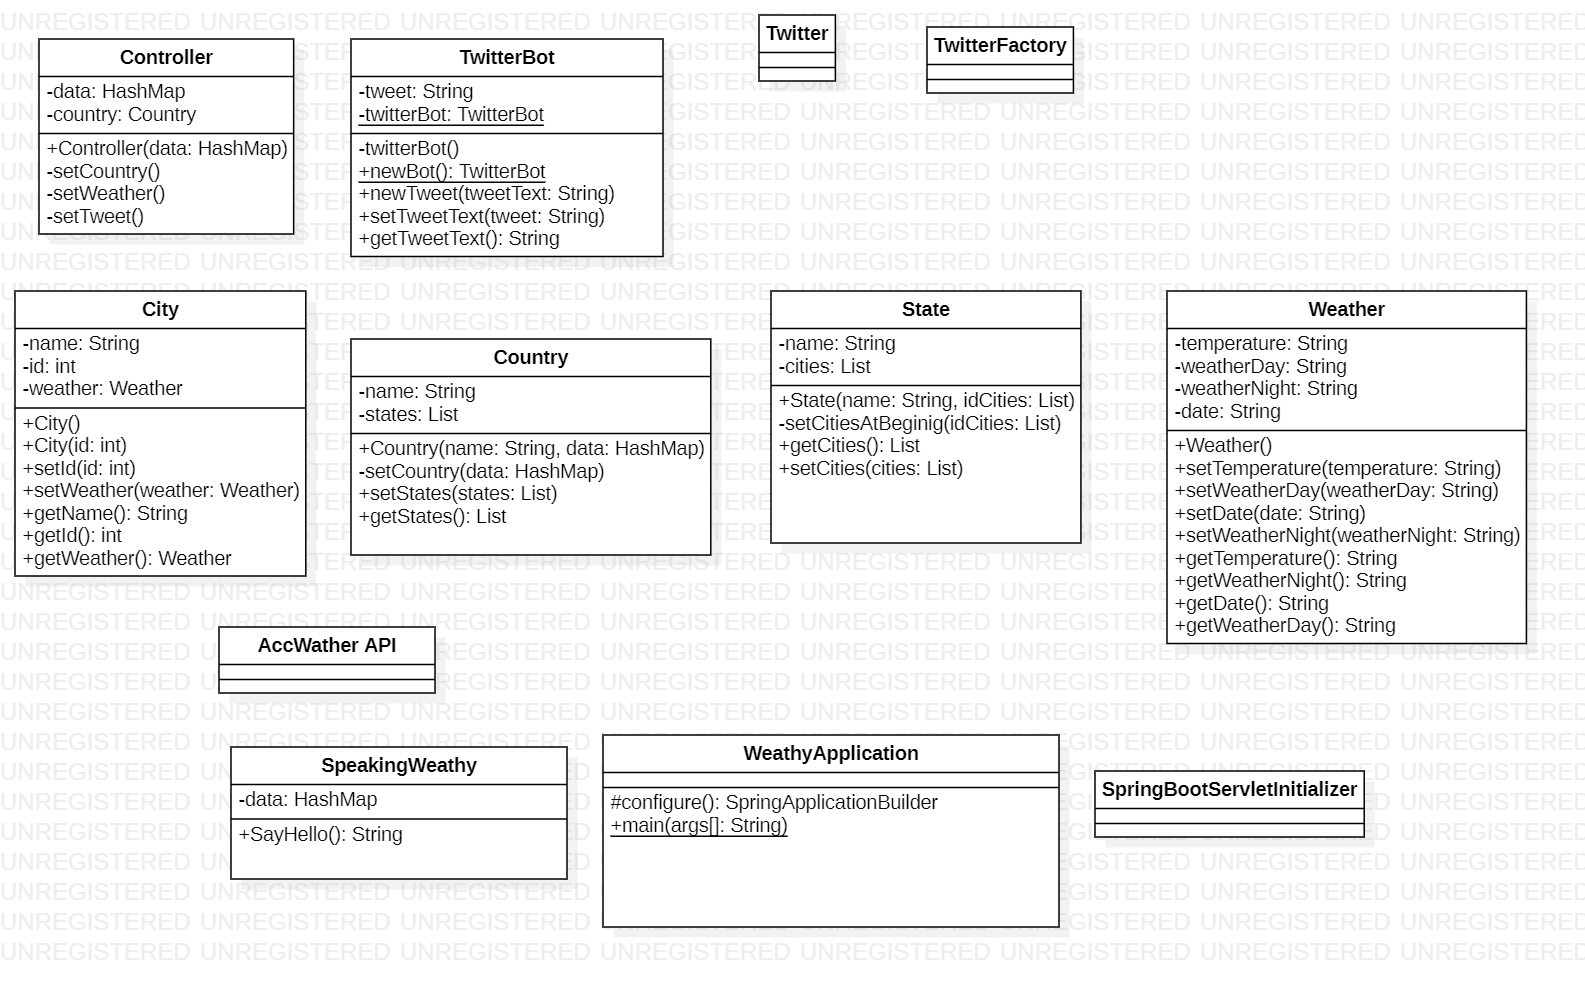 Controller
-data: HashMap
-country: Country
+Controller(data: HashMap)
-setCountry()
-setWeather()
-setTweet()
TwitterBot
-tweet: String
-twitterBot: TwitterBot
-twitterBot()
+newBot(): TwitterBot
+newTweet(tweetText: String)
+setTweetText(tweet: String)
+getTweetText(): String
Twitter
TwitterFactory
City
-name: String
-id: int
-weather: Weather
+City()
+City(id: int)
+setId(id: int)
+setWeather(weather: Weather)
+getName(): String
+getId(): int
+getWeather(): Weather
Country
-name: String
-states: List
+Country(name: String, data: HashMap)
-setCountry(data: HashMap)
+setStates(states: List)
+getStates(): List
State
-name: String
-cities: List
+State(name: String, idCities: List)
-setCitiesAtBeginig(idCities: List)
+getCities(): List
+setCities(cities: List)
Weather
-temperature: String
-weatherDay: String
-weatherNight: String
-date: String
+Weather()
+setTemperature(temperature: String)
+setWeatherDay(weatherDay: String)
+setDate(date: String)
+setWeatherNight(weatherNight: String)
+getTemperature(): String
+getWeatherNight(): String
+getDate(): String
+getWeatherDay(): String
AccWather API
SpeakingWeathy
-data: HashMap
+SayHello(): String
WeathyApplication
#configure(): SpringApplicationBuilder
+main(args[]: String)
SpringBootServletInitializer
UNREGISTERED